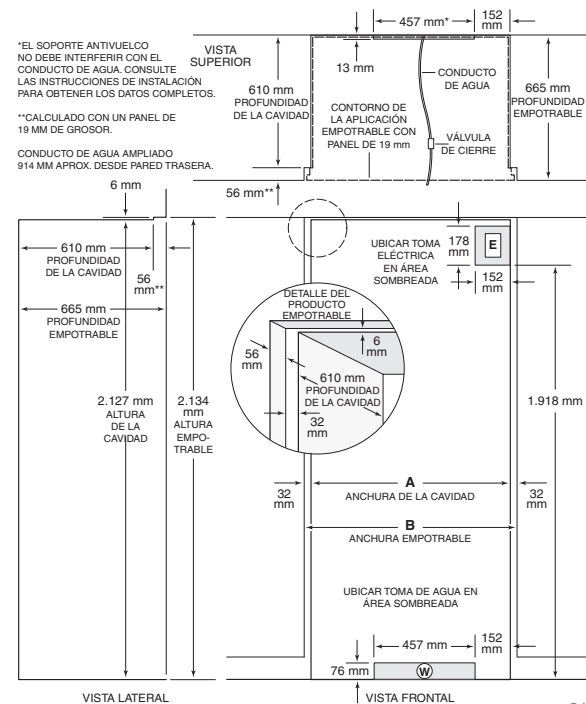 *EL SOPORTE ANTIVUELCO
NO DEBE INTERFERIR CON EL
CONDUCTO DE AGUA. CONSULTE
LAS INSTRUCCIONES DE INSTALACIÓN
PARA OBTENER LOS DATOS COMPLETOS.
**CALCULADO CON UN PANEL DE
19 MM DE GROSOR.
CONDUCTO DE AGUA AMPLIADO
914 MM APROX. DESDE PARED TRASERA.
VISTA
SUPERIOR
457 mm*
152
mm
13 mm
610 mm
PROFUNDIDAD
DE LA CAVIDAD
CONDUCTO
DE AGUA
665 mm
PROFUNDIDAD
EMPOTRABLE
CONTORNO DE
LA APLICACIÓN
EMPOTRABLE CON
PANEL DE 19 mm
VÁLVULA
DE CIERRE
56 mm**
6 mm
610 mm
PROFUNDIDAD
DE LA CAVIDAD
56
mm**
665 mm
PROFUNDIDAD
EMPOTRABLE
2.127 mm
ALTURA
DE LA
CAVIDAD
2.134
mm
ALTURA
EMPO-
TRABLE
VISTA LATERAL
UBICAR TOMA
ELÉCTRICA
EN ÁREA
SOMBREADA
178
mm
E
152
mm
DETALLE DEL
PRODUCTO
EMPOTRABLE
56
mm
6
mm
610 mm
PROFUNDIDAD
DE LA CAVIDAD
32
mm
1.918 mm
32
mm
A
ANCHURA DE LA CAVIDAD
32
mm
B
ANCHURA EMPOTRABLE
UBICAR TOMA DE AGUA EN
ÁREA SOMBREADA
457 mm
152
mm
76 mm
W
VISTA FRONTAL